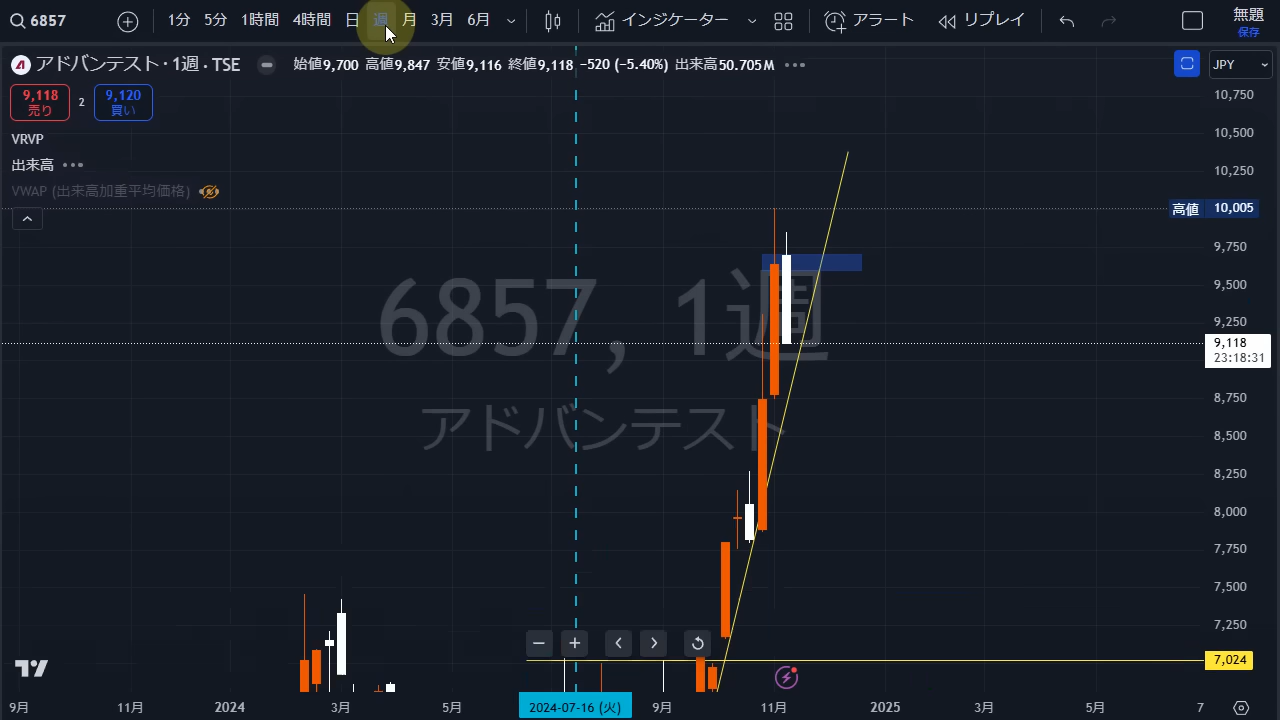 6857 1分 5分 1時間 4時間 日 週 月 3月 6月 インジケーター アラート リプレイ 無題
保存
アドバンテスト · 1週 · TSE 始値9,700 高値9,847 安値9,116 終値9,118 −520 (−5.40%) 出来高50.705M JPY
9,118 2 9,120
売り 買い
VRVP
出来高
VWAP (出来高加重平均価格)
10,750
10,500
10,250
高値 10,005
9,750
9,500
9,250
9,118
23:18:31
8,750
8,500
8,250
8,000
7,750
7,500
7,250
7,024
6857, 1週
アドバンテスト
9月 11月 2024 3月 5月 2024-07-16 (火) 9月 11月 2025 3月 5月 7